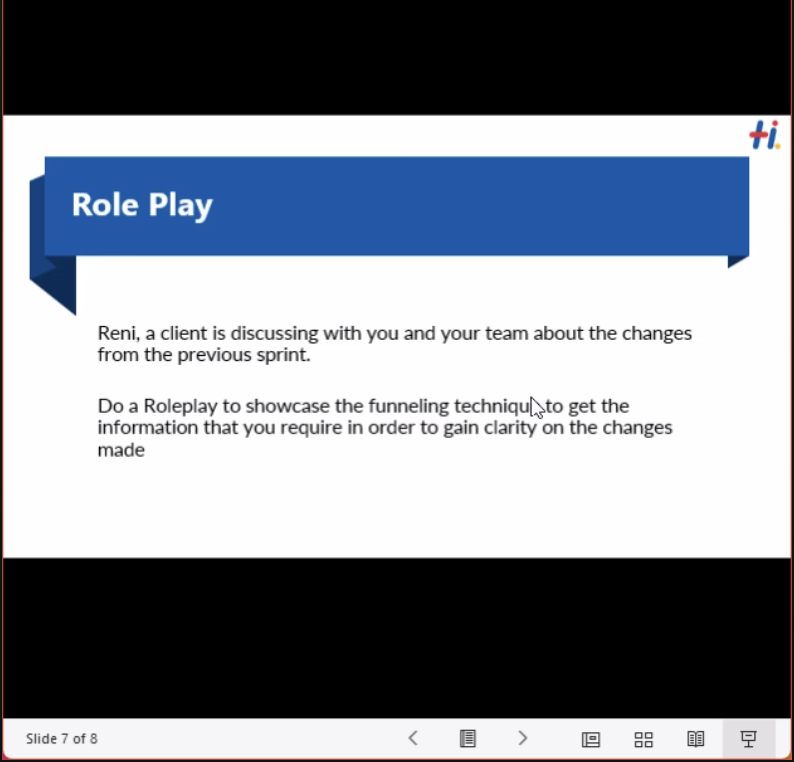 Hi.
Role Play
Reni, a client is discussing with you and your team about the changes
from the previous sprint.
Do a Roleplay to showcase the funneling technique to get the
information that you require in order to gain clarity on the changes
made
Slide 7 of 8